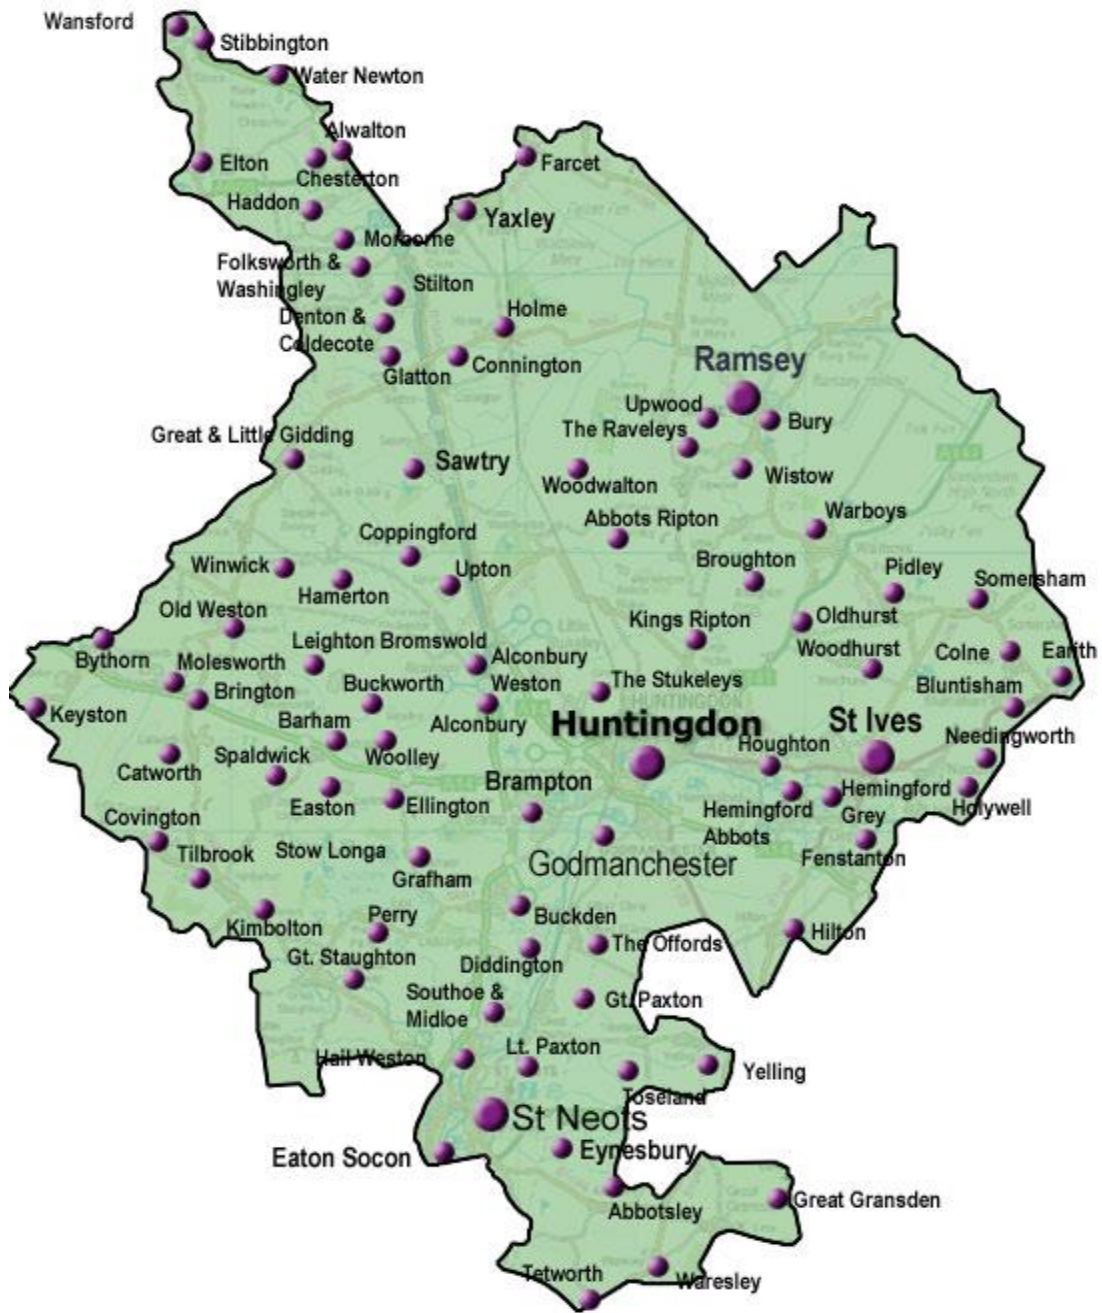 Wansford
Stibbington
Water Newton
Alwalton
Farcet
Elton
Chesterton
Haddon
Yaxley
Morborne
Folksworth &
Washingley
Stilton
Holme
Denton &
Coldecote
Glatton
Connington
Ramsey
Upwood
Bury
The Raveleys
Great & Little Gidding
Sawtry
Woodwalton
Wistow
Abbots Ripton
Warboys
Coppingford
Winwick
Upton
Broughton
Pidley
Somersham
Hamerton
Old Weston
Kings Ripton
Oldhurst
Leighton Bromswold
Woodhurst
Colne
Earith
Bythorn
Molesworth
Alconbury
Weston
The Stukeleys
Bluntisham
Brington
Buckworth
Keyston
Barham
Alconbury
Huntingdon
St Ives
Needingworth
Houghton
Spaldwick
Woolley
Catworth
Brampton
Hemingford
Grey
Easton
Ellington
Hemingford
Abbots
Holywell
Covington
Tilbrook
Stow Longa
Grafham
Godmanchester
Fenstanton
Kimbolton
Perry
Buckden
Hilton
The Offords
Gt. Staughton
Diddington
Southoe &
Midloe
Gt. Paxton
Hail Weston
Lt. Paxton
Yelling
Toseland
St Neots
Eaton Socon
Eynesbury
Great Gransden
Abbotsley
Tetworth
Waresley